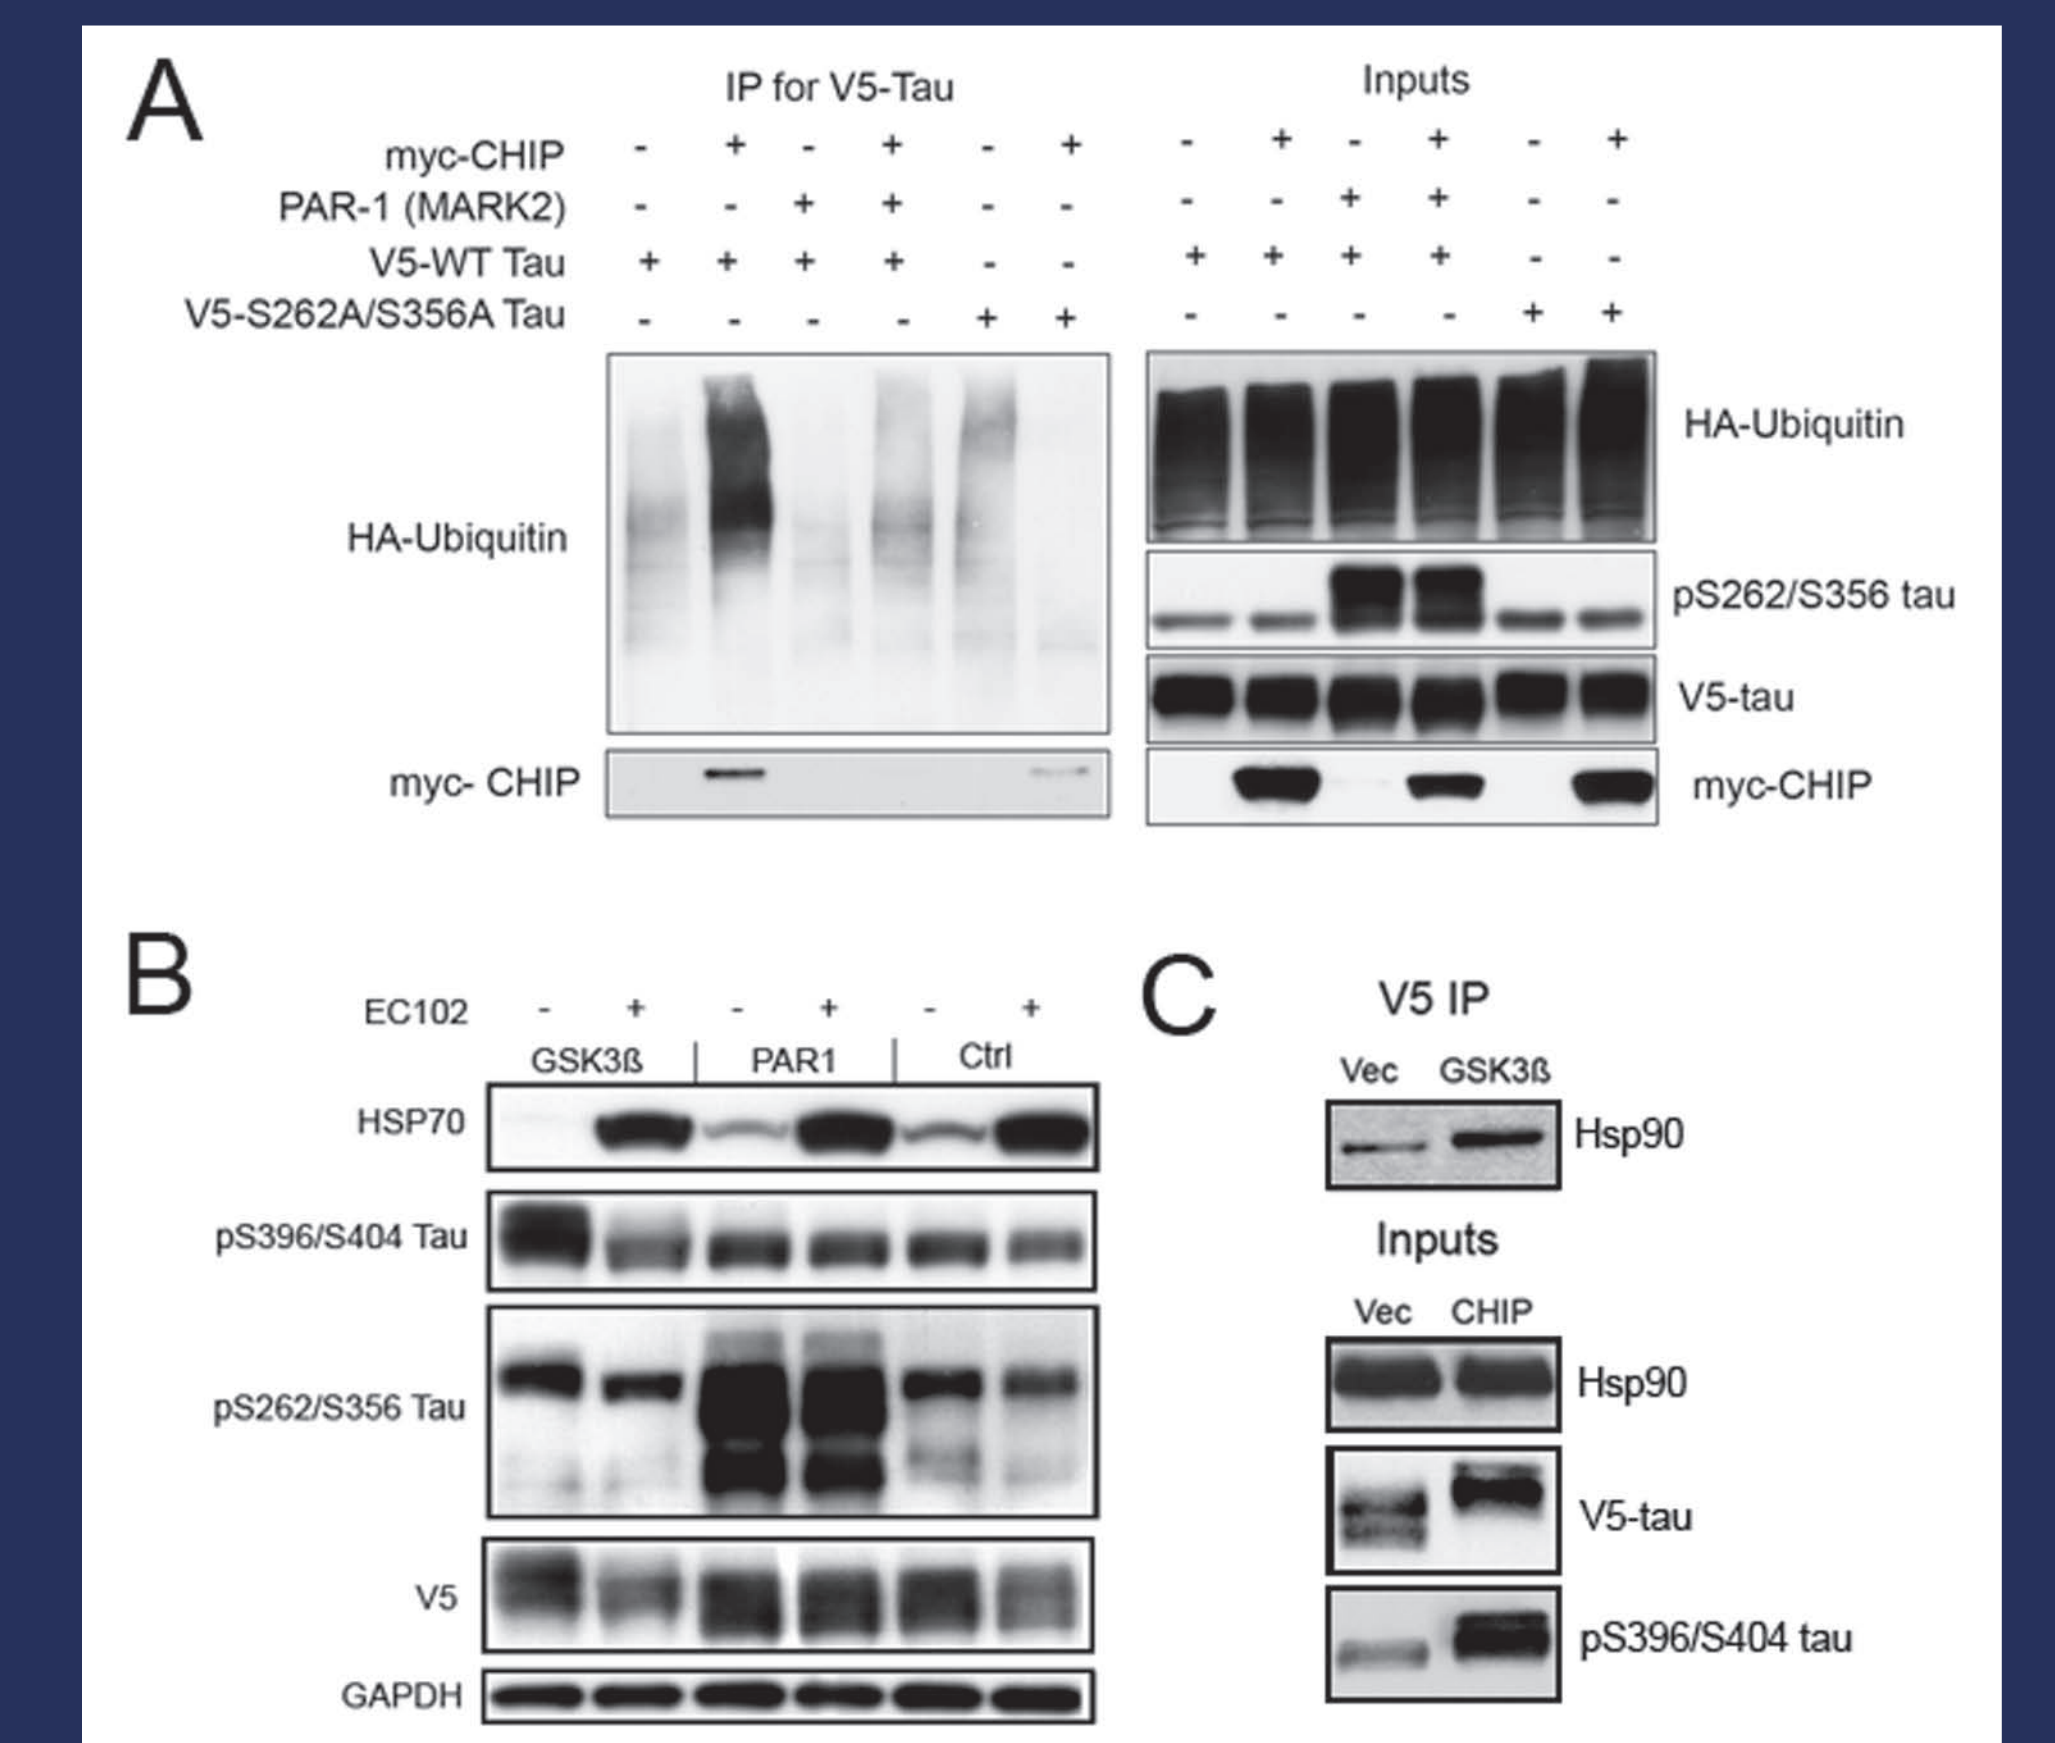 A
IP for V5-Tau
Inputs
myc-CHIP - + - + - + - + - + - +
PAR-1 (MARK2) - - + + - - - - + + - -
V5-WT Tau + + + + - - + + + + - -
V5-S262A/S356A Tau - - - - + + - - - - + +
HA-Ubiquitin
HA-Ubiquitin
pS262/S356 tau
V5-tau
myc- CHIP
myc-CHIP
B
EC102 - + - + - +
GSK3ß | PAR1 | Ctrl
HSP70
pS396/S404 Tau
pS262/S356 Tau
V5
GAPDH
C
V5 IP
Vec GSK3ß
Hsp90
Inputs
Vec CHIP
Hsp90
V5-tau
pS396/S404 tau